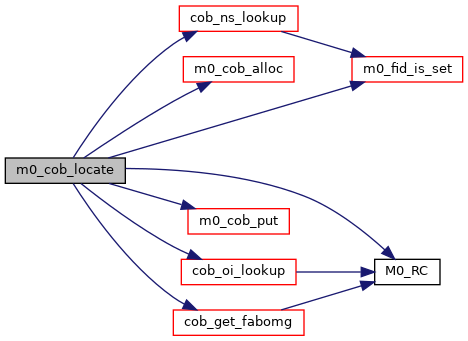 cob_ns_lookup
m0_cob_alloc
m0_fid_is_set
m0_cob_locate
m0_cob_put
cob_oi_lookup
M0_RC
cob_get_fabomg